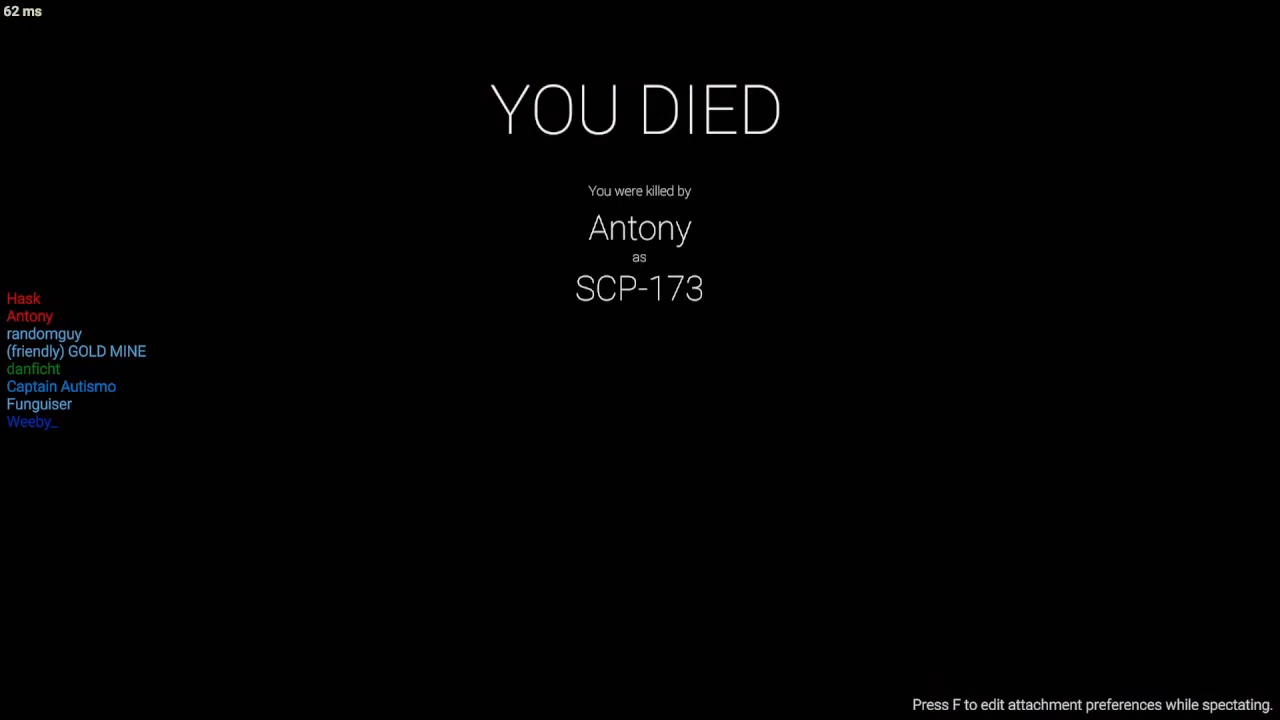 62 ms
YOU DIED
You were killed by
Antony
as
SCP-173
Hask
Antony
randomguy
(friendly) GOLD MINE
danficht
Captain Autismo
Funguiser
Weeby_
Press F to edit attachment preferences while spectating.